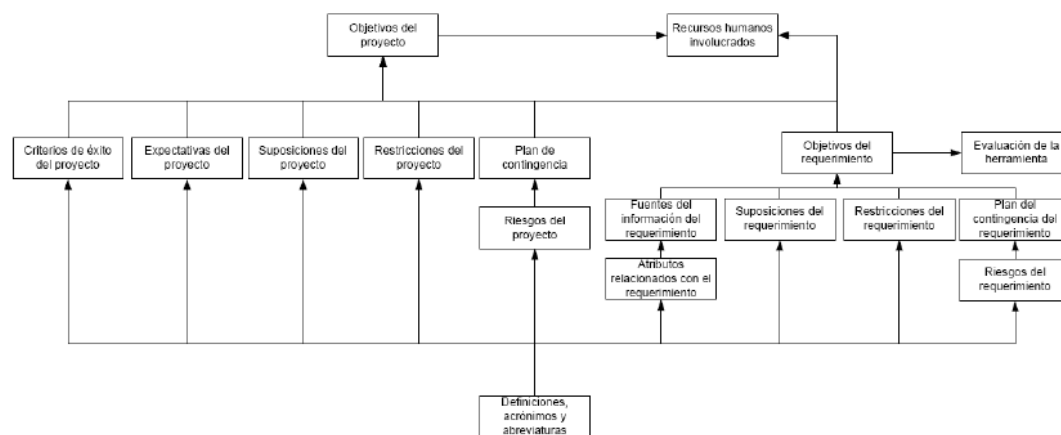 Objetivos del
proyecto
Recursos humanos
involucrados
Criterios de éxito
del proyecto
Expectativas del
proyecto
Suposiciones del
proyecto
Restricciones del
proyecto
Plan de
contingencia
Objetivos del
requerimiento
Evaluación de la
herramienta
Riesgos del
proyecto
Fuentes del
información del
requerimiento
Suposiciones del
requerimiento
Restricciones del
requerimiento
Plan del
contingencia del
requerimiento
Atributos
relacionados con el
requerimiento
Riesgos del
requerimiento
Definiciones,
acrónimos y
abreviaturas